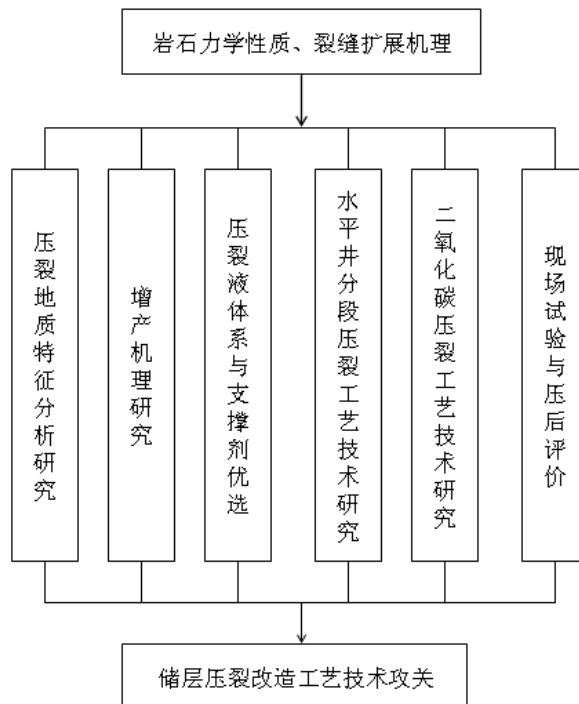 岩石力学性质、裂缝扩展机理
压裂地质特征分析研究
增产机理研究
压裂液体系与支撑剂优选
水平井分段压裂工艺技术研究
二氧化碳压裂工艺技术研究
现场试验与压后评价
储层压裂改造工艺技术攻关